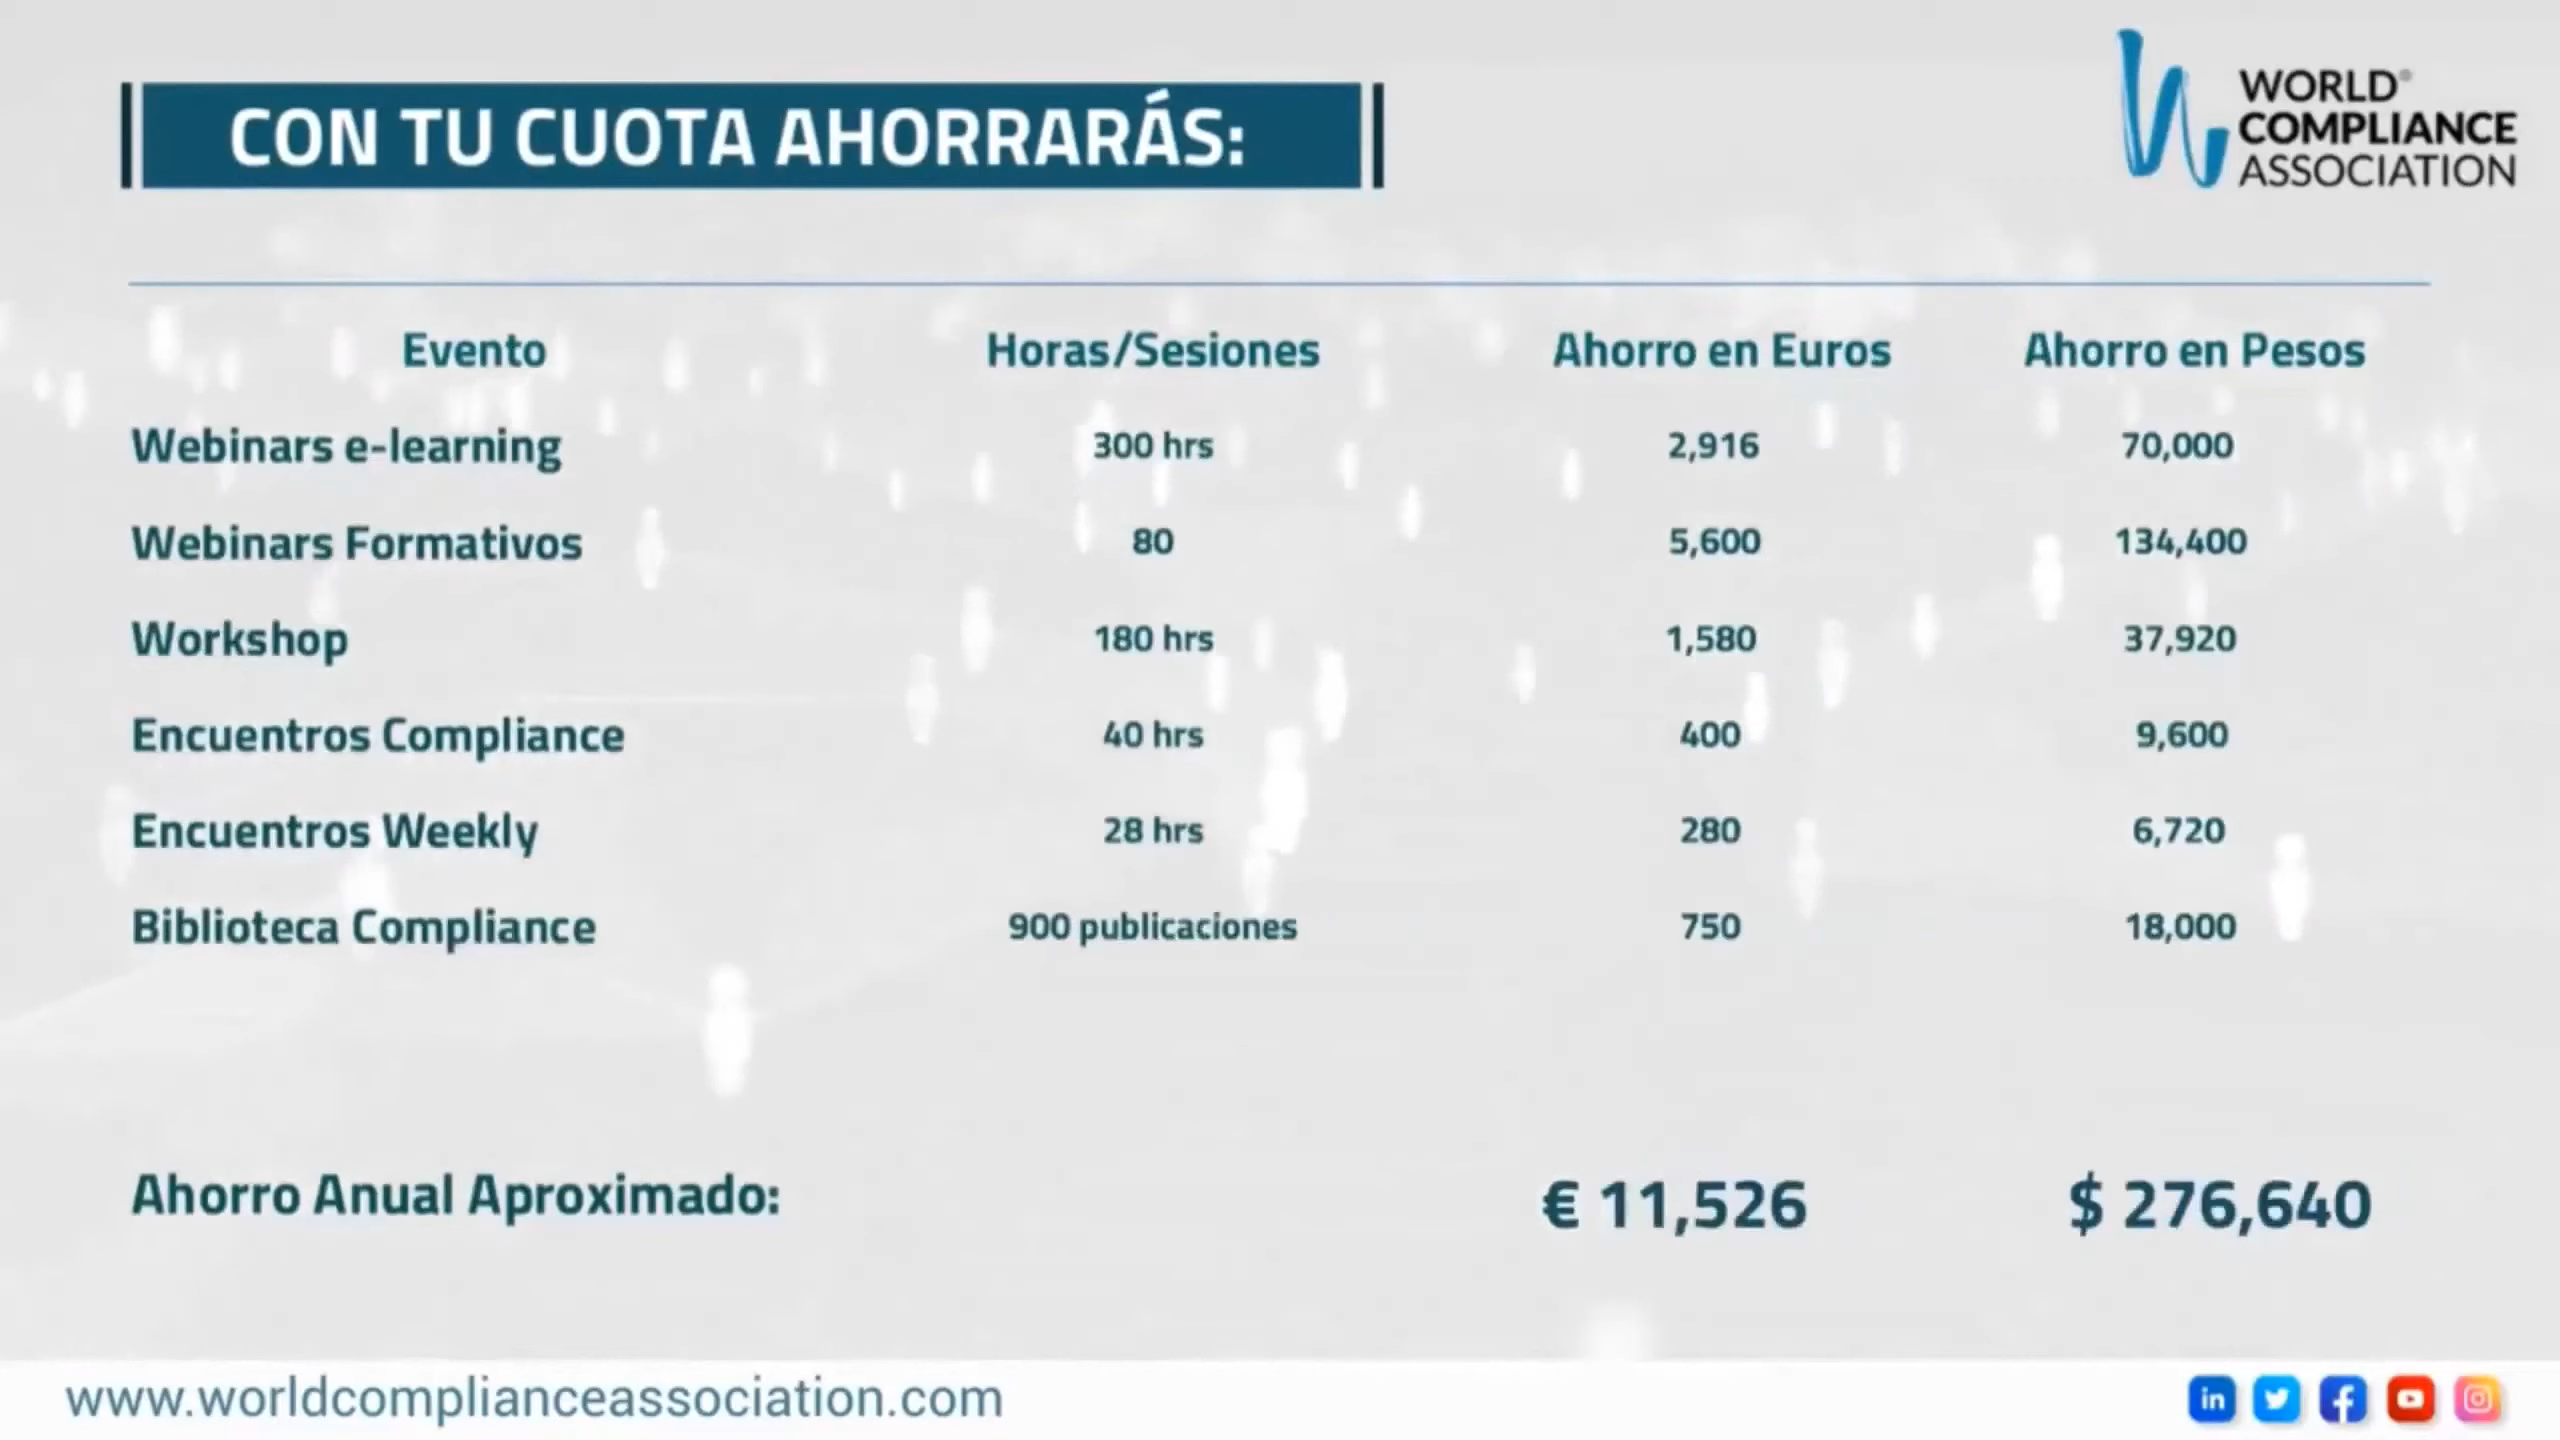 CON TU CUOTA AHORRARÁS:
WORLD®
COMPLIANCE
ASSOCIATION
Evento Horas/Sesiones Ahorro en Euros Ahorro en Pesos
Webinars e-learning 300 hrs 2,916 70,000
Webinars Formativos 80 5,600 134,400
Workshop 180 hrs 1,580 37,920
Encuentros Compliance 40 hrs 400 9,600
Encuentros Weekly 28 hrs 280 6,720
Biblioteca Compliance 900 publicaciones 750 18,000
Ahorro Anual Aproximado: € 11,526 $ 276,640
www.worldcomplianceassociation.com